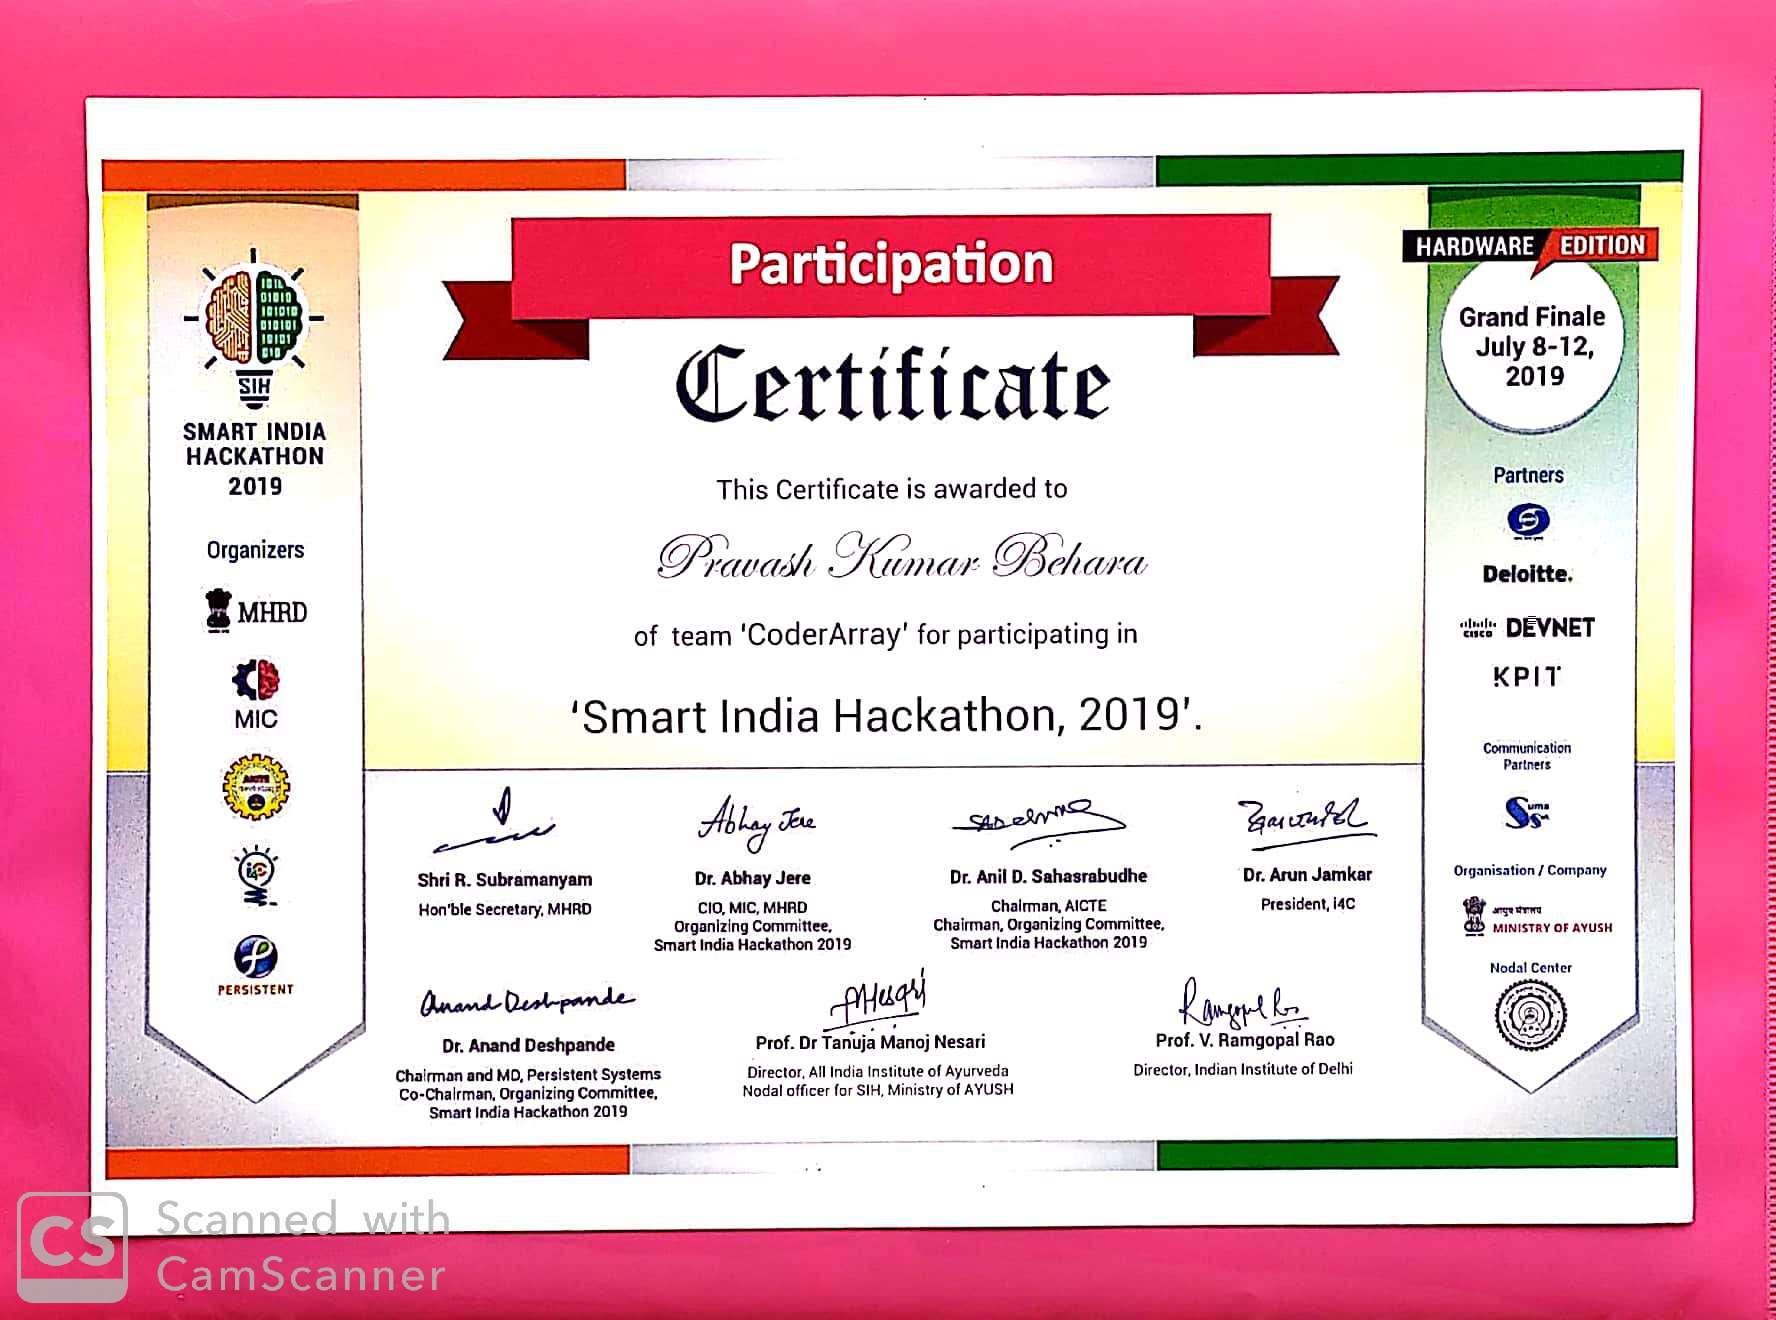 Participation
Certificate
This Certificate is awarded to
Pravash Kumar Behara
of team 'CoderArray' for participating in
'Smart India Hackathon, 2019'.
SIH
SMART INDIA
HACKATHON
2019
Organizers
MHRD
MIC
AICTE
i4C
PERSISTENT
HARDWARE EDITION
Grand Finale
July 8-12,
2019
Partners
Deloitte.
CISCO DEVNET
KPIT
Communication
Partners
Organisation / Company
आयुष मंत्रालय
MINISTRY OF AYUSH
Nodal Center
Abhay Jere
Shri R. Subramanyam
Hon'ble Secretary, MHRD
Dr. Abhay Jere
CIO, MIC, MHRD
Organizing Committee,
Smart India Hackathon 2019
Dr. Anil D. Sahasrabudhe
Chairman, AICTE
Chairman, Organizing Committee,
Smart India Hackathon 2019
Dr. Arun Jamkar
President, i4C
Anand Deshpande
Dr. Anand Deshpande
Chairman and MD, Persistent Systems
Co-Chairman, Organizing Committee,
Smart India Hackathon 2019
Prof. Dr Tanuja Manoj Nesari
Director, All India Institute of Ayurveda
Nodal officer for SIH, Ministry of AYUSH
Ramgopal Rao
Prof. V. Ramgopal Rao
Director, Indian Institute of Delhi
CS
Scanned with
CamScanner